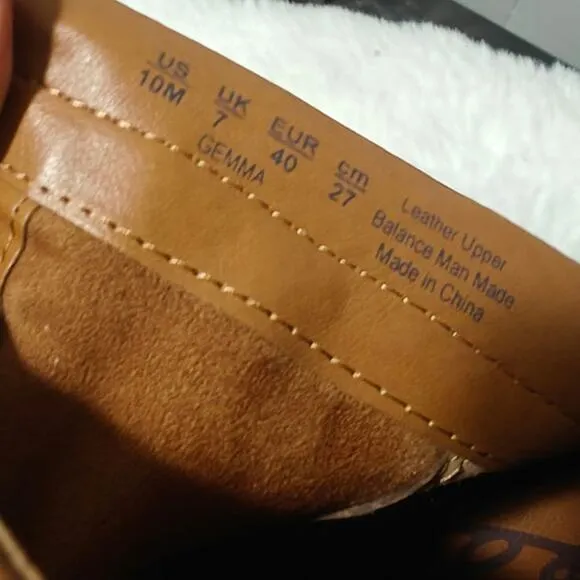 US UK EUR cm
10M 7 40 27
GEMMA
Leather Upper
Balance Man Made
Made in China